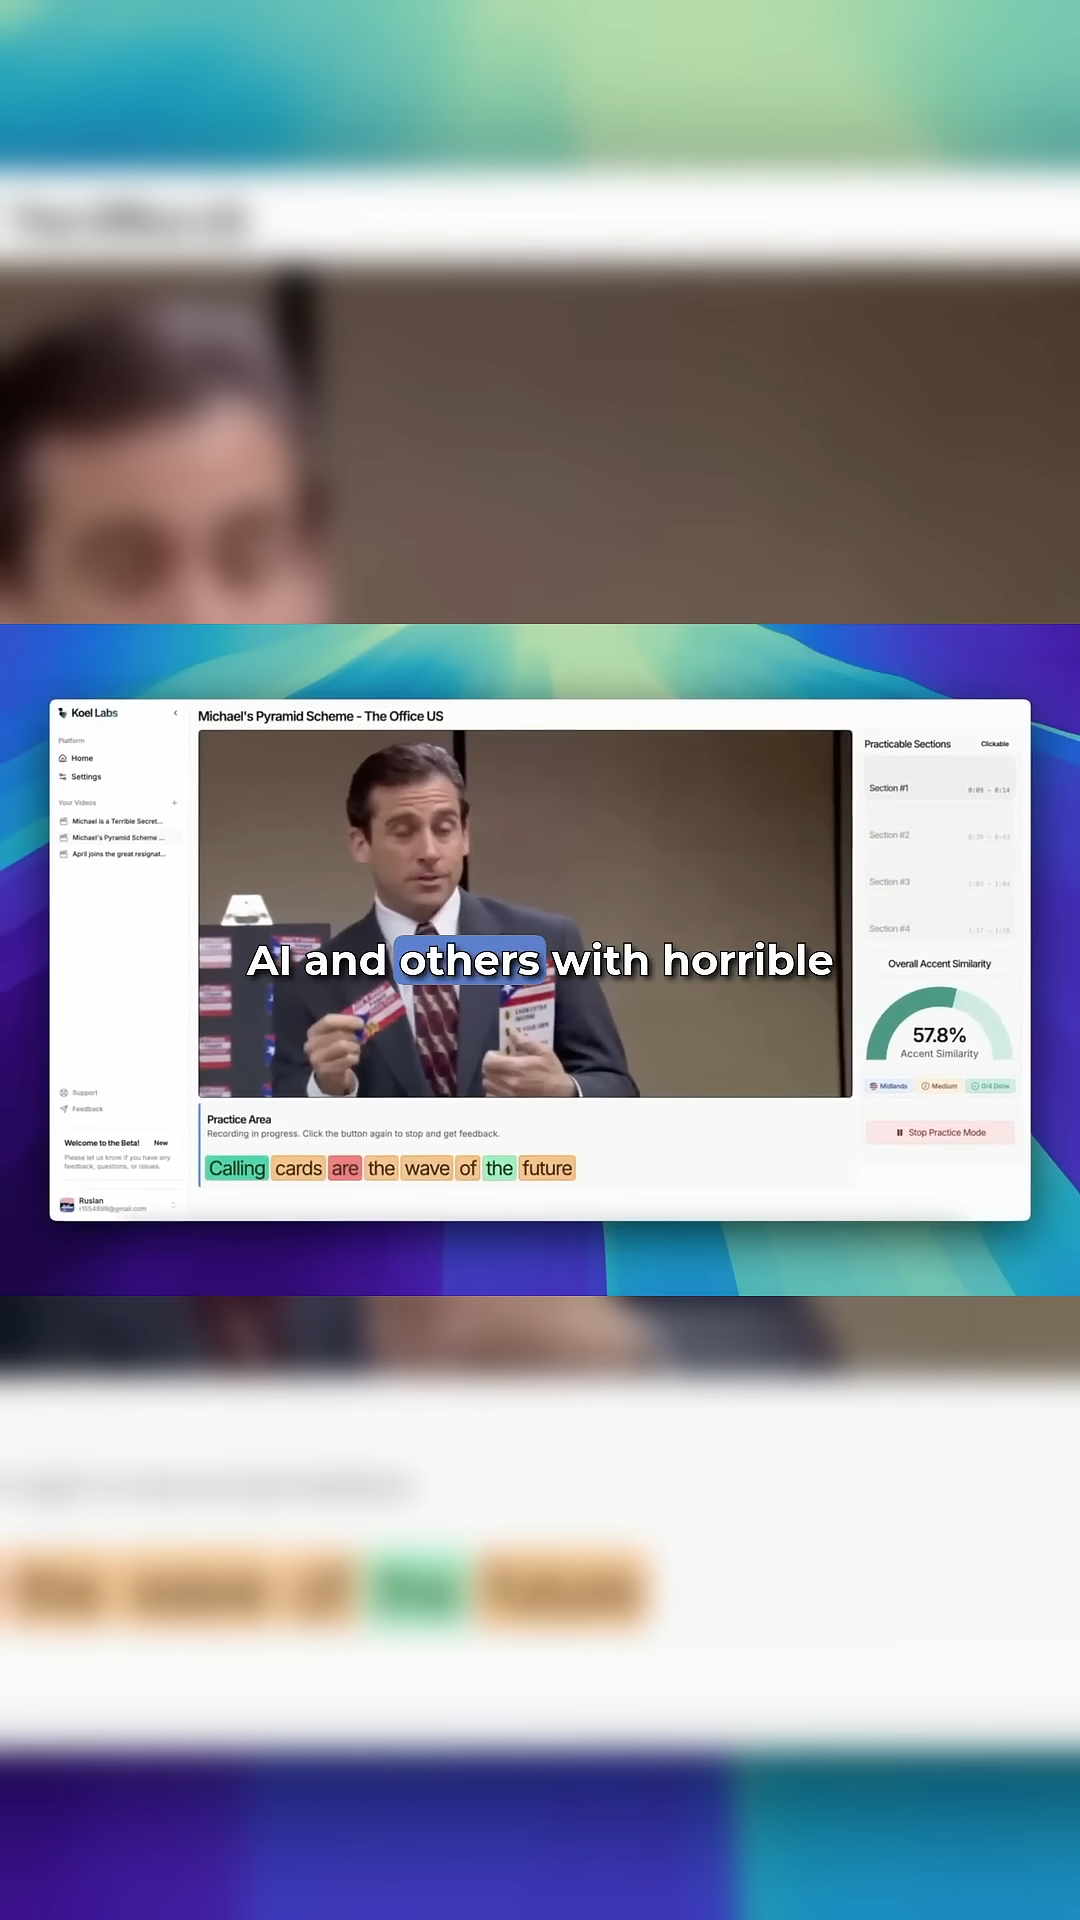 Koel Labs
Platform
Home
Settings
Your Videos
Michael is a Terrible Secret...
Michael's Pyramid Scheme ...
April joins the great resignat...
Support
Feedback
Welcome to the Beta! New
Please let us know if you have any
feedback, questions, or issues.
Ruslan
Michael's Pyramid Scheme - The Office US
AI and others with horrible
Practice Area
Recording in progress. Click the button again to stop and get feedback.
Calling cards are the wave of the future
Practicable Sections Clickable
Section #1 0:09 - 0:14
Section #2
Section #3
Section #4
Overall Accent Similarity
57.8%
Accent Similarity
Midlands Medium 0/4 Done
Stop Practice Mode